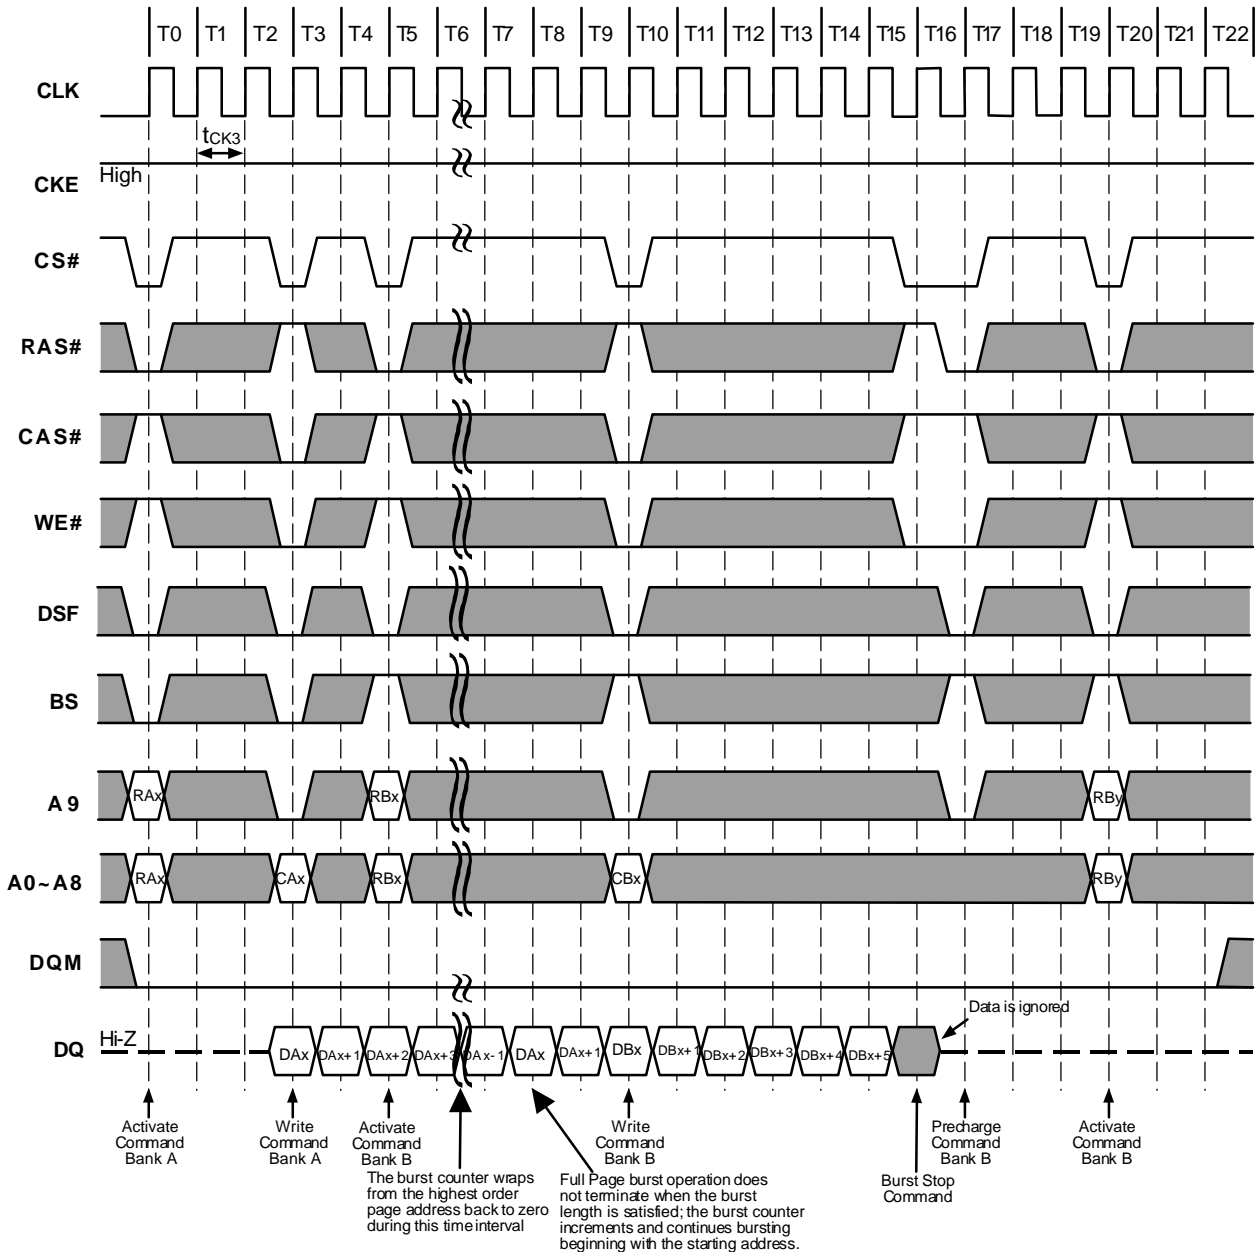 T0 T1 T2 T3 T4 T5 T6 T7 T8 T9 T10 T11 T12 T13 T14 T15 T16 T17 T18 T19 T20 T21 T22
CLK
tCK3
High
CKE
CS#
RAS#
CAS#
WE#
DSF
BS
A9 RAx RBx RBy
A0~A8 RAx CAx RBx CBx RBy
DQM
Data is ignored
Hi-Z
DQ DAx DAx+1 DAx+2 DAx+3 DAx-1 DAx DAx+1 DBx DBx+1 DBx+2 DBx+3 DBx+4 DBx+5
Activate
Command
Bank A
Write
Command
Bank A
Activate
Command
Bank B
Write
Command
Bank B
Precharge
Command
Bank B
Activate
Command
Bank B
The burst counter wraps
from the highest order
page address back to zero
during this time interval
Full Page burst operation does
not terminate when the burst
length is satisfied; the burst counter
increments and continues bursting
beginning with the starting address.
Burst Stop
Command